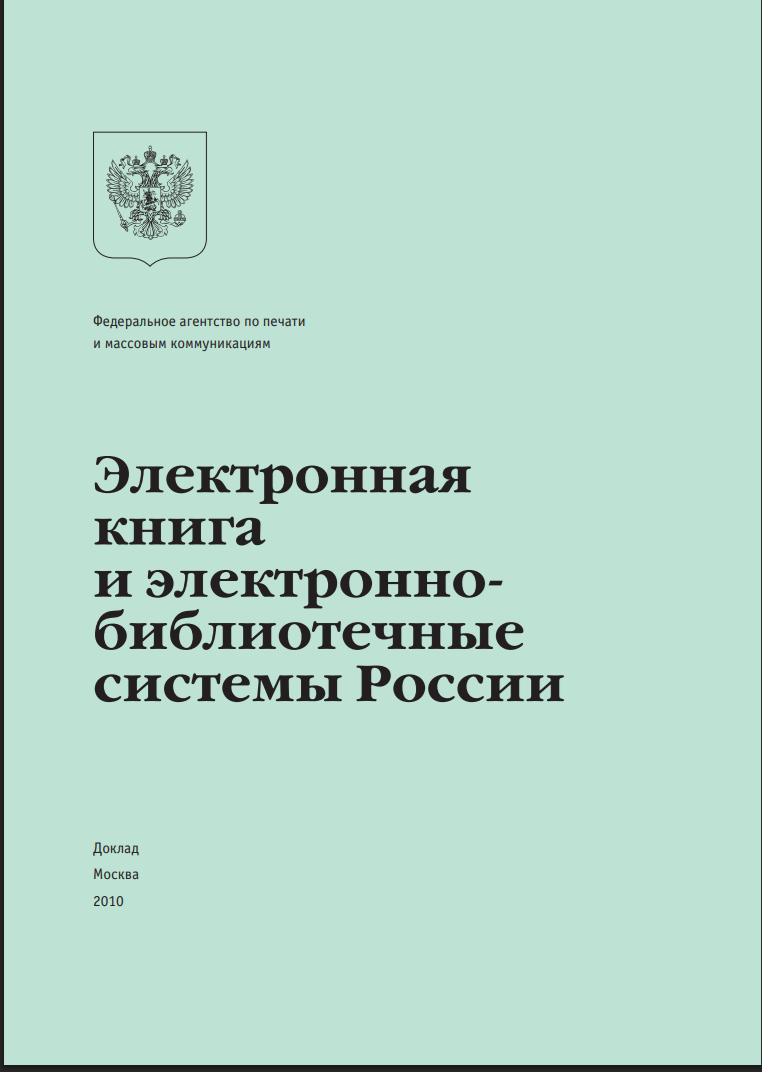 Федеральное агентство по печати
и массовым коммуникациям
Электронная
книга
и электронно-
библиотечные
системы России
Доклад
Москва
2010